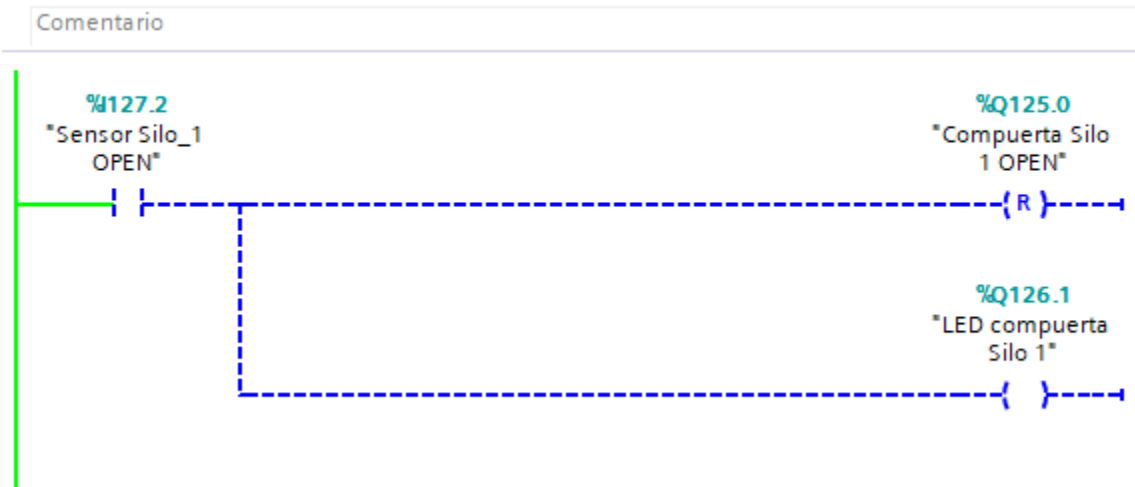 Comentario
%I127.2
"Sensor Silo_1
OPEN"
%Q125.0
"Compuerta Silo
1 OPEN"
R
%Q126.1
"LED compuerta
Silo 1"